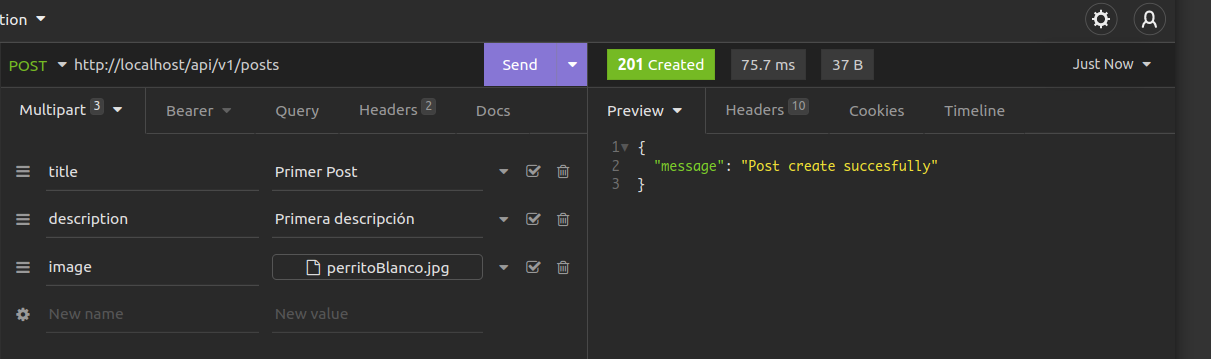 tion
POST http://localhost/api/v1/posts Send 201 Created 75.7 ms 37 B Just Now
Multipart 3 Bearer Query Headers 2 Docs Preview Headers 10 Cookies Timeline
title Primer Post
description Primera descripción
image perritoBlanco.jpg
New name New value
1 {
2 "message": "Post create succesfully"
3 }